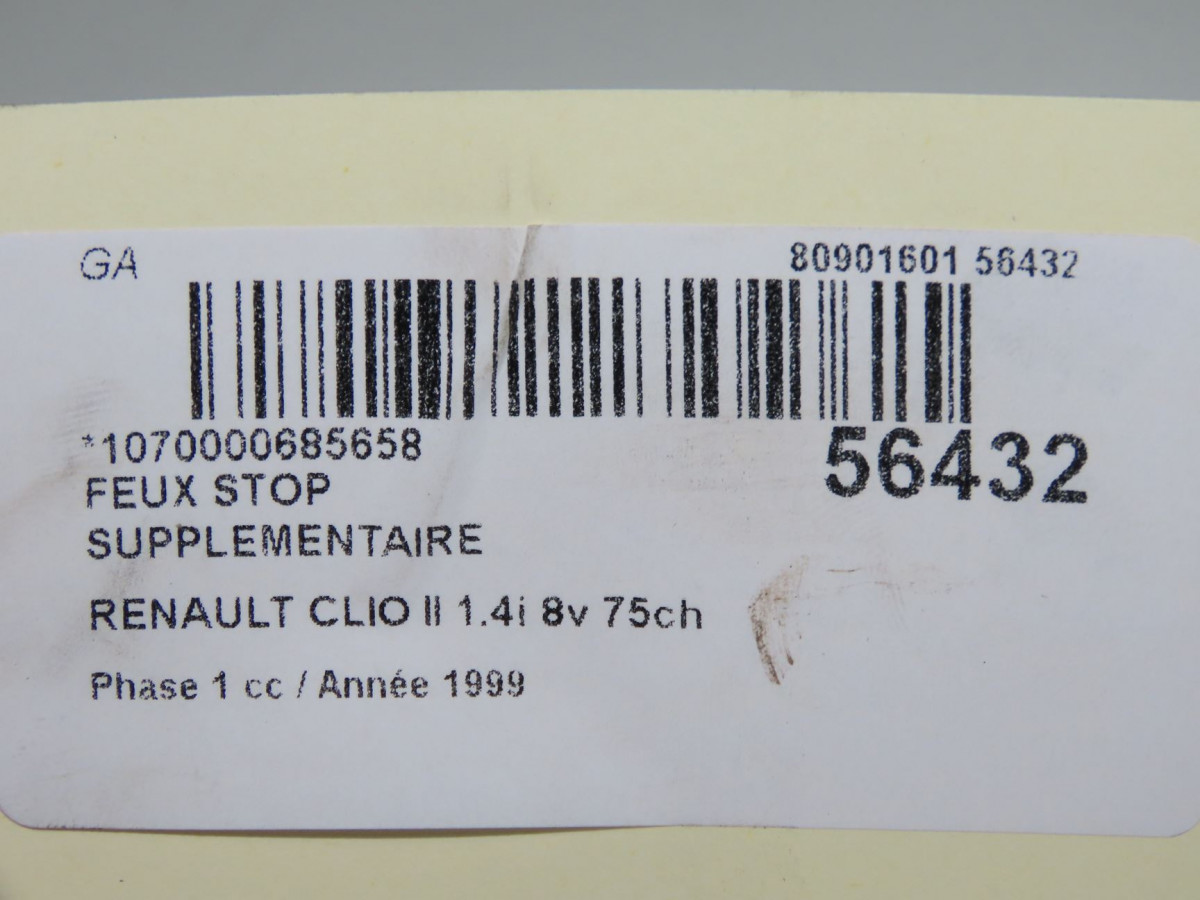 GA
80901601 56432
*1070000685658
56432
FEUX STOP
SUPPLEMENTAIRE
RENAULT CLIO II 1.4i 8v 75ch
Phase 1 cc / Année 1999